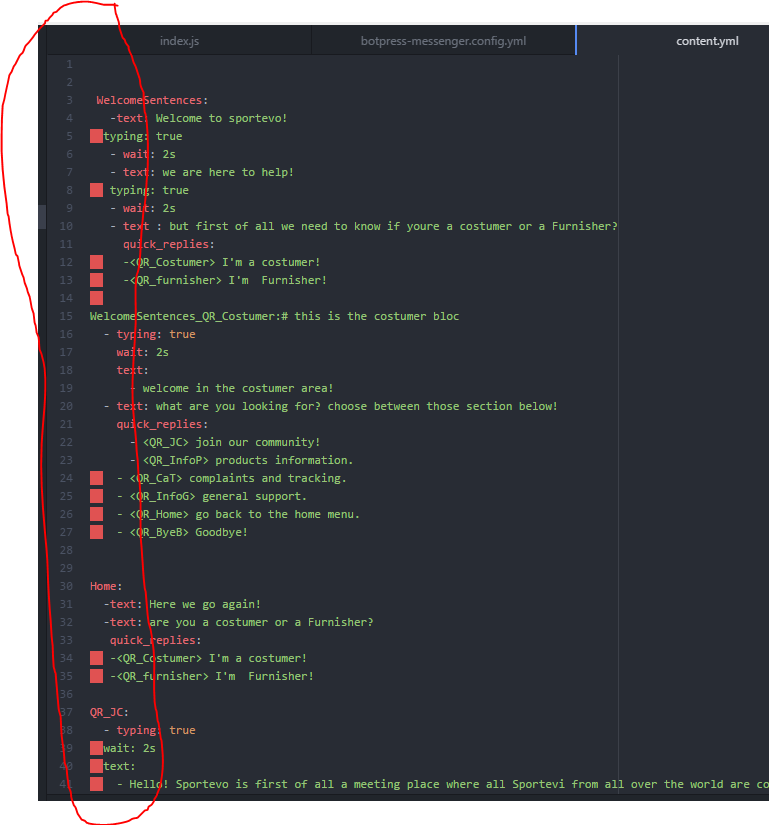 index.js botpress-messenger.config.yml content.yml
1
2
3 WelcomeSentences:
4 -text: Welcome to sportevo!
5 typing: true
6 - wait: 2s
7 - text: we are here to help!
8 typing: true
9 - wait: 2s
10 - text : but first of all we need to know if youre a costumer or a Furnisher?
11 quick_replies:
12 -<QR_Costumer> I'm a costumer!
13 -<QR_furnisher> I'm  Furnisher!
14
15 WelcomeSentences_QR_Costumer:# this is the costumer bloc
16 - typing: true
17 wait: 2s
18 text:
19 - welcome in the costumer area!
20 - text: what are you looking for? choose between those section below!
21 quick_replies:
22 - <QR_JC> join our community!
23 - <QR_InfoP> products information.
24 - <QR_CaT> complaints and tracking.
25 - <QR_InfoG> general support.
26 - <QR_Home> go back to the home menu.
27 - <QR_ByeB> Goodbye!
28
29
30 Home:
31 -text: Here we go again!
32 -text: are you a costumer or a Furnisher?
33 quick_replies:
34 -<QR_Costumer> I'm a costumer!
35 -<QR_furnisher> I'm  Furnisher!
36
37 QR_JC:
38 - typing: true
39 wait: 2s
40 text:
41 - Hello! Sportevo is first of all a meeting place where all Sportevi from all over the world are co